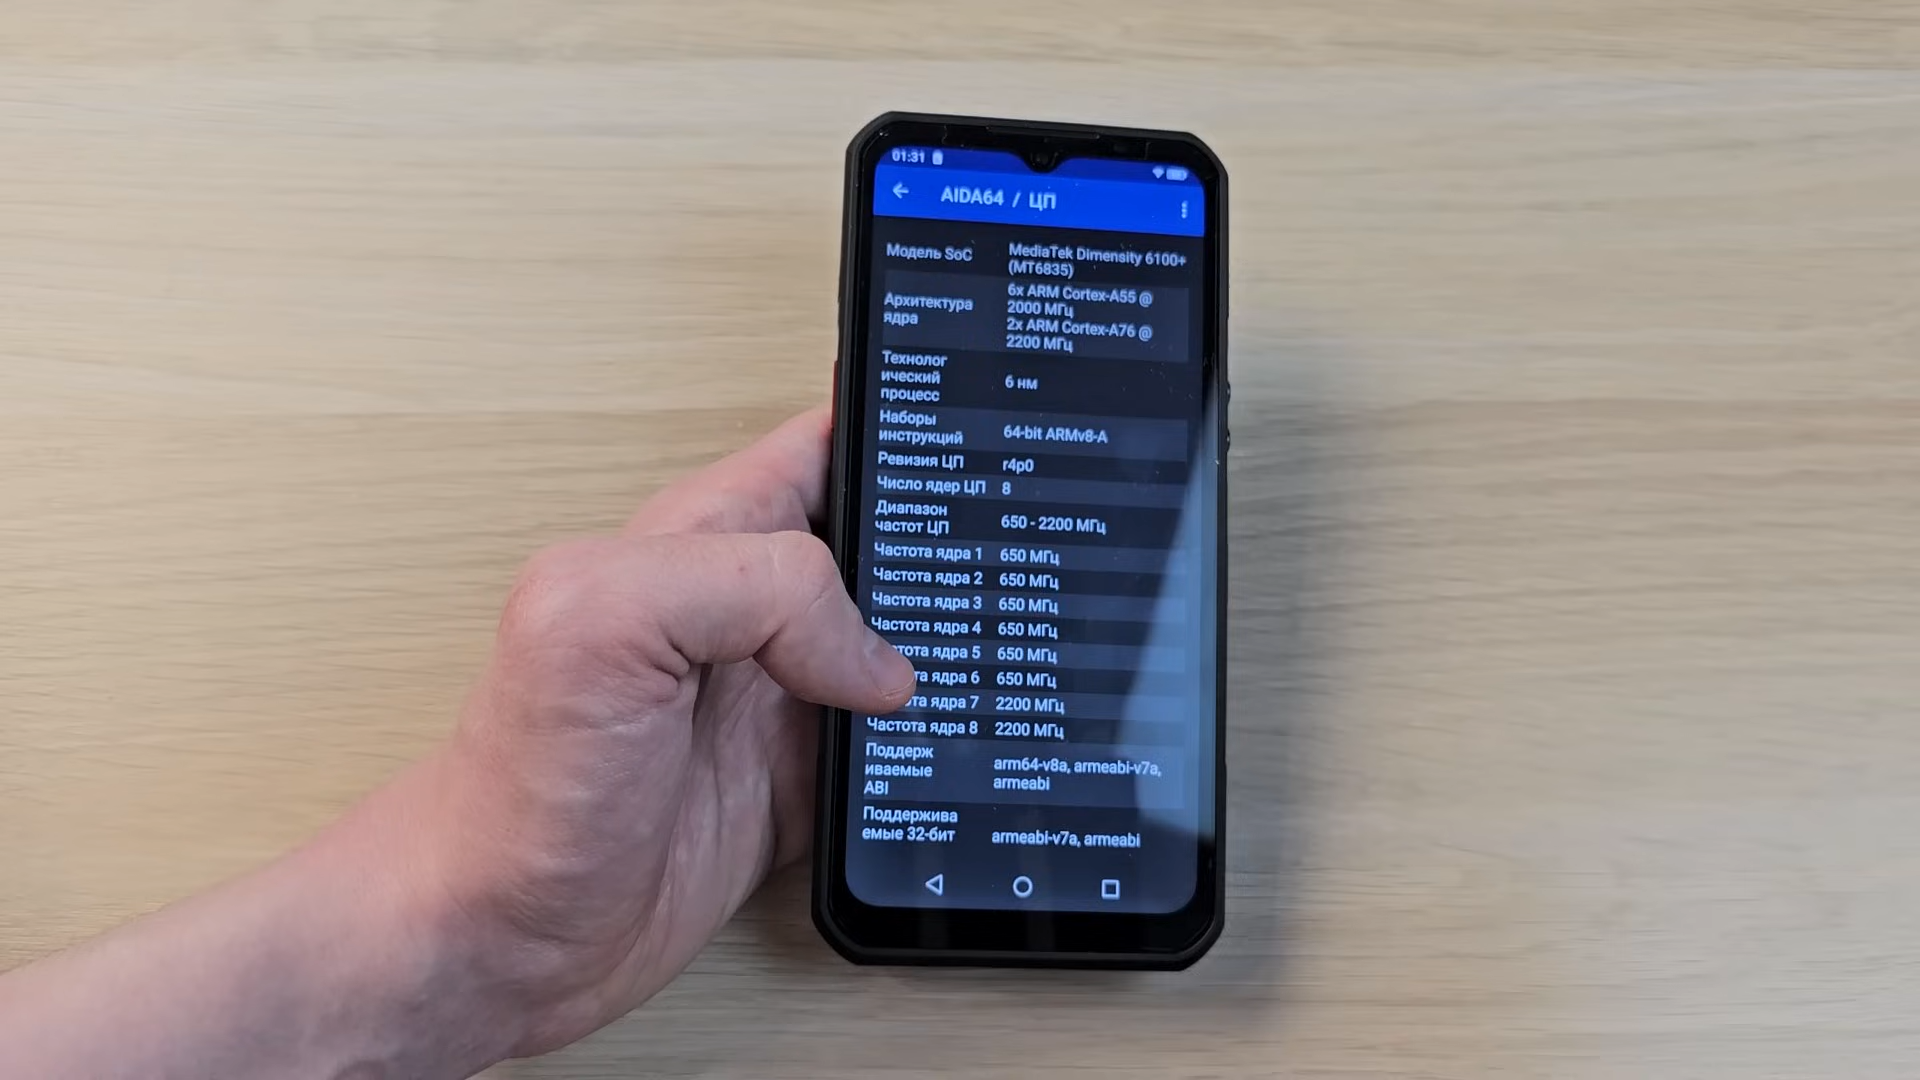 01:31
AIDA64 / ЦП
Модель SoC
MediaTek Dimensity 6100+
(MT6835)
Архитектура
ядра
6x ARM Cortex-A55 @
2000 МГц
2x ARM Cortex-A76 @
2200 МГц
Технолог
ический
процесс
6 нм
Наборы
инструкций
64-bit ARMv8-A
Ревизия ЦП
r4p0
Число ядер ЦП
8
Диапазон
частот ЦП
650 - 2200 МГц
Частота ядра 1
650 МГц
Частота ядра 2
650 МГц
Частота ядра 3
650 МГц
Частота ядра 4
650 МГц
тота ядра 5
650 МГц
та ядра 6
650 МГц
ота ядра 7
2200 МГц
Частота ядра 8
2200 МГц
Поддерж
иваемые
ABI
arm64-v8a, armeabi-v7a,
armeabi
Поддержива
емые 32-бит
armeabi-v7a, armeabi